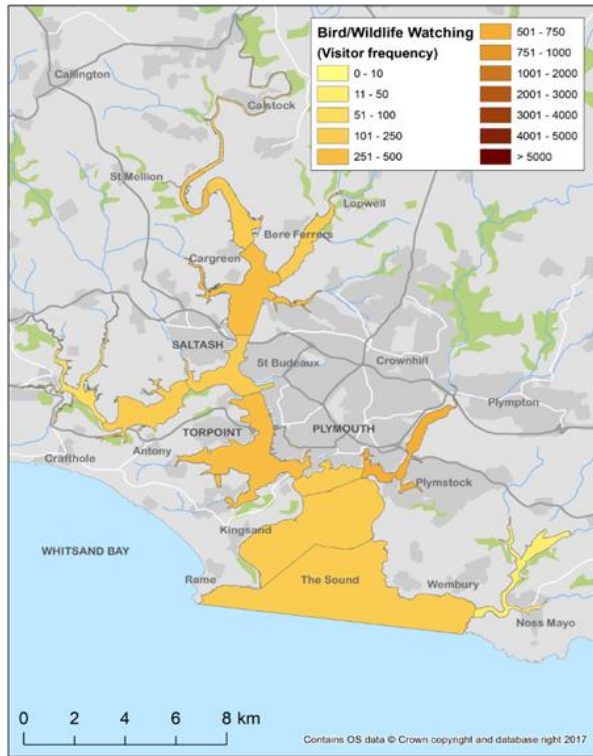 Bird/Wildlife Watching
(Visitor frequency)
0 - 10
11 - 50
51 - 100
101 - 250
251 - 500
501 - 750
751 - 1000
1001 - 2000
2001 - 3000
3001 - 4000
4001 - 5000
> 5000
Callington
Calstock
St Mellion
Lopwell
Bere Ferrers
Cargreen
SALTASH
St Budeaux
Crownhill
Plympton
TORPOINT
PLYMOUTH
Antony
Crafthole
Plymstock
Kingsand
WHITSAND BAY
Rame
The Sound
Wembury
Noss Mayo
0 2 4 8 km
Contains OS data © Crown copyright and database right 2017